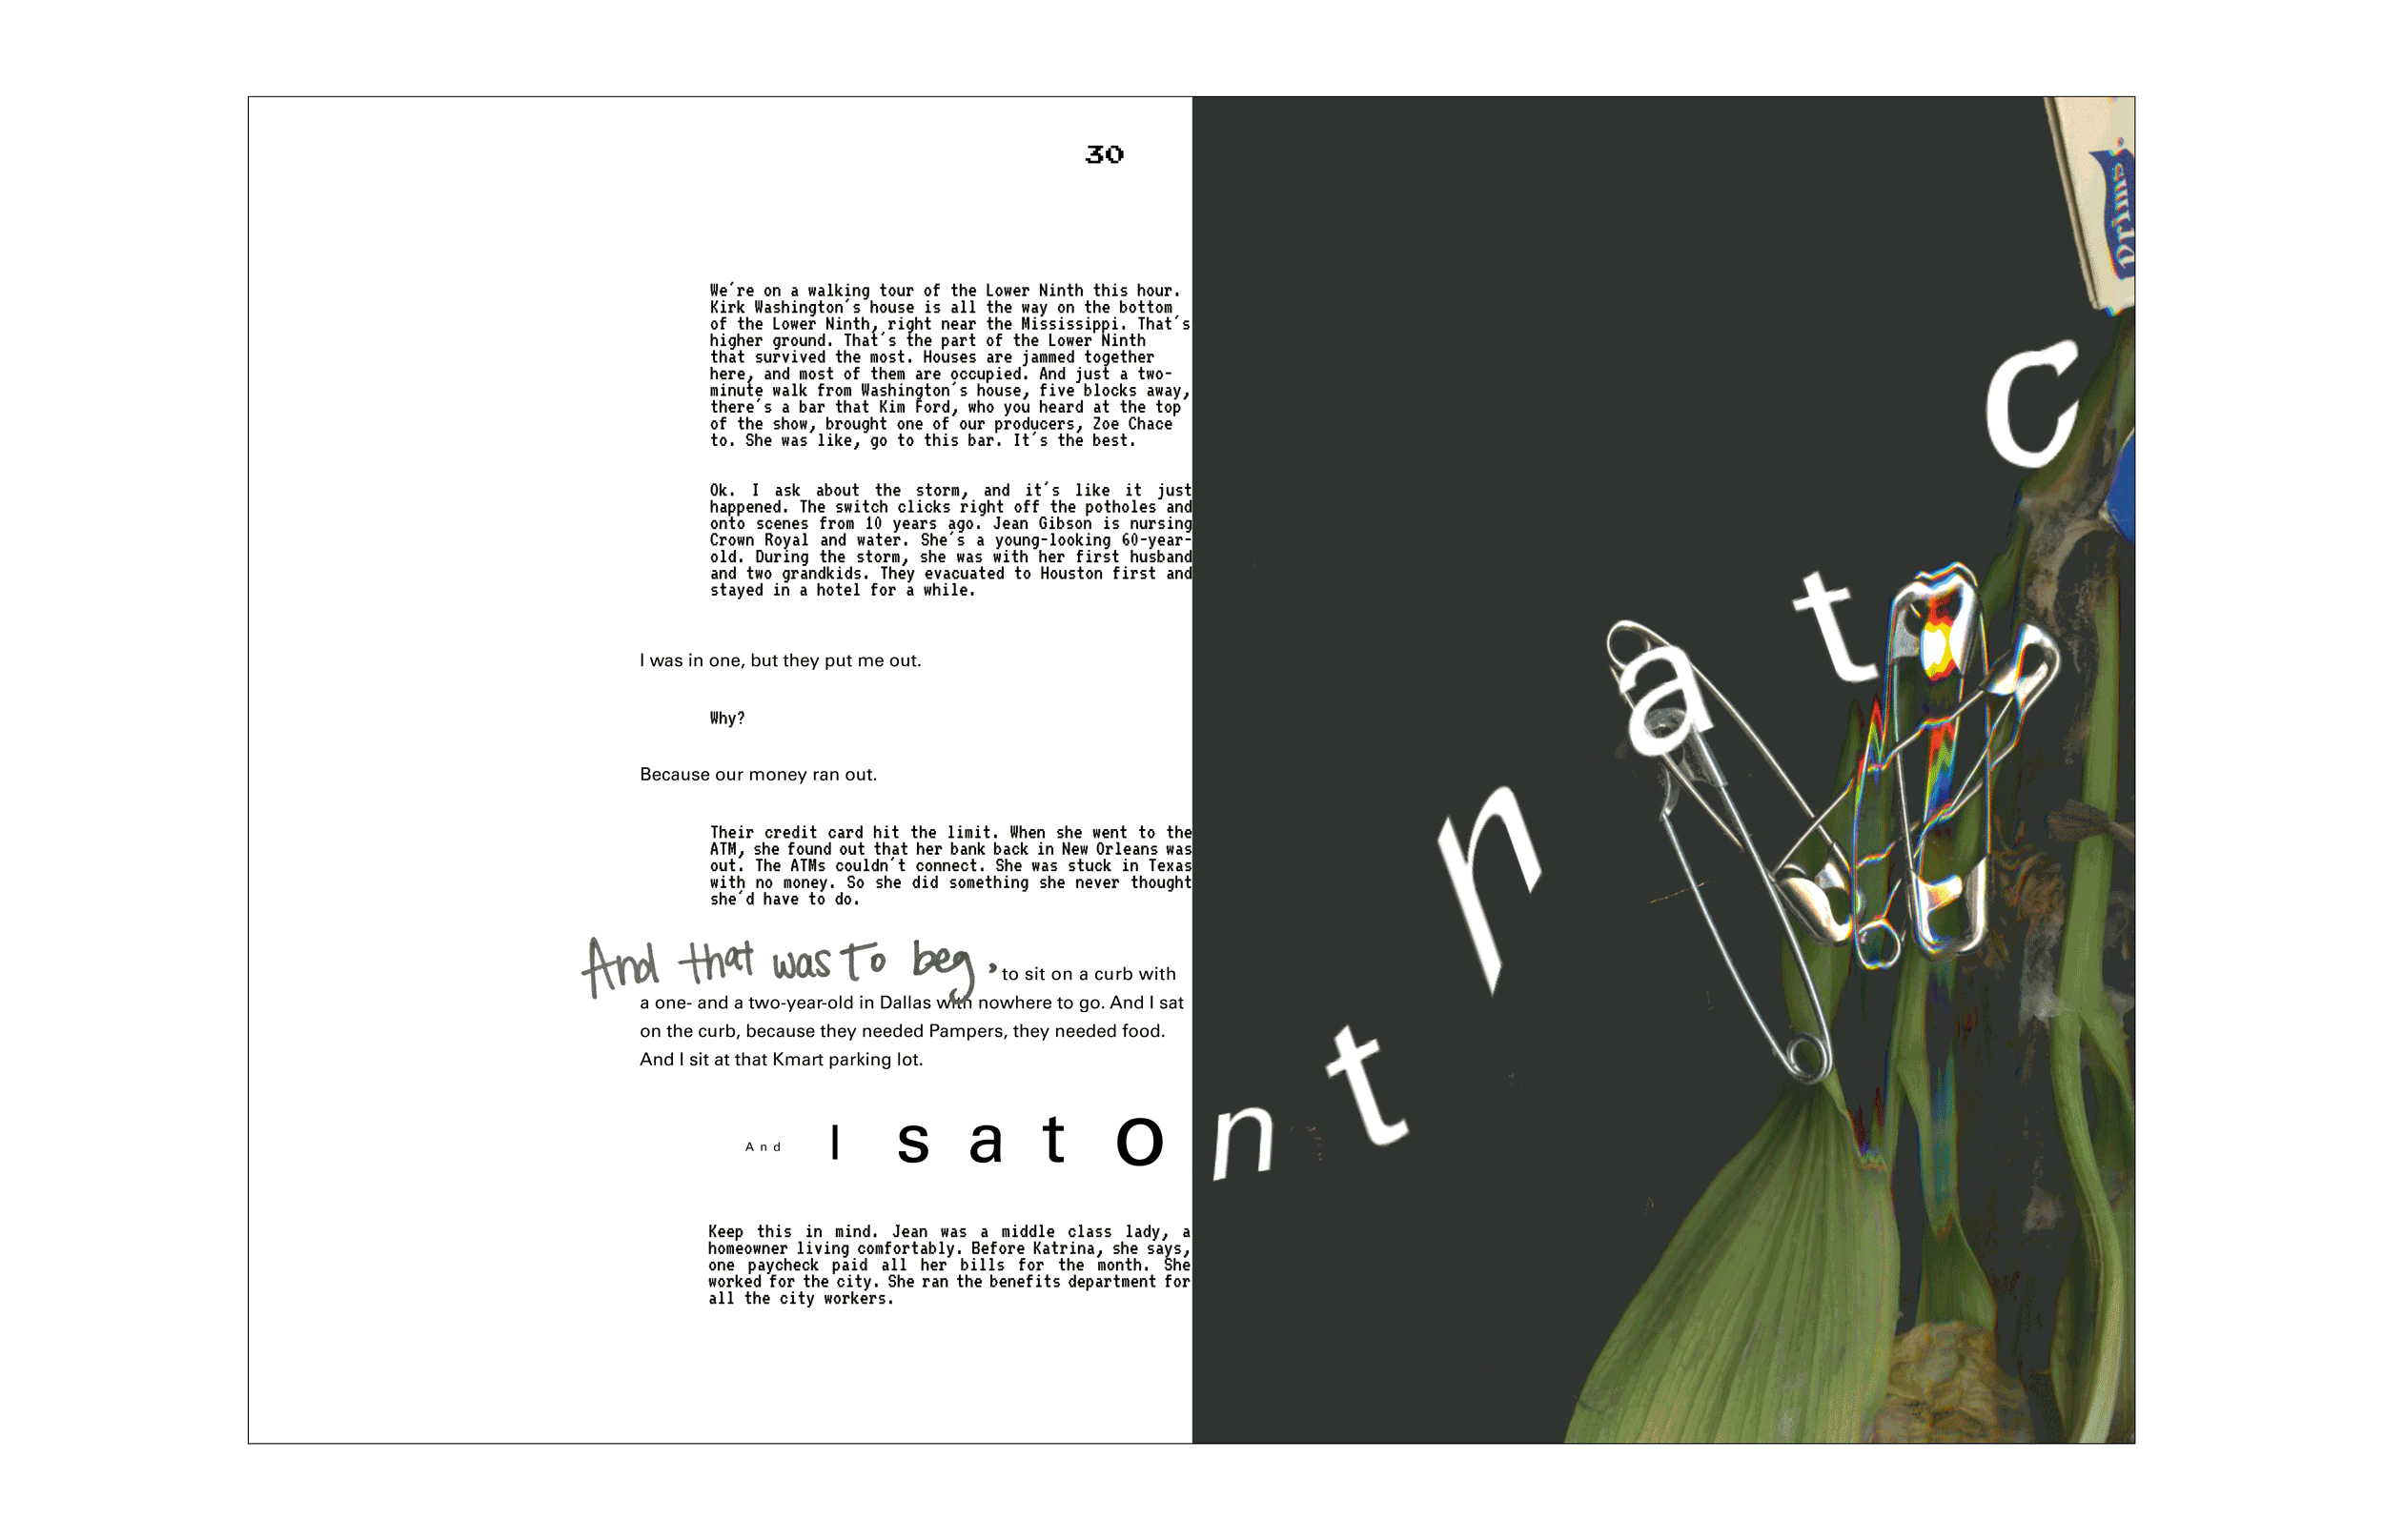 30
We´re on a walking tour of the Lower Ninth this hour.
Kirk Washington´s house is all the way on the bottom
of the Lower Ninth, right near the Mississippi. That´s
higher ground. That´s the part of the Lower Ninth
that survived the most. Houses are jammed together
here, and most of them are occupied. And just a two-
minute walk from Washington´s house, five blocks away,
there´s a bar that Kim Ford, who you heard at the top
of the show, brought one of our producers, Zoe Chace
to. She was like, go to this bar. It´s the best.
Ok. I ask about the storm, and it´s like it just
happened. The switch clicks right off the potholes and
onto scenes from 10 years ago. Jean Gibson is nursing
Crown Royal and water. She´s a young-looking 60-year-
old. During the storm, she was with her first husband
and two grandkids. They evacuated to Houston first and
stayed in a hotel for a while.
I was in one, but they put me out.
Why?
Because our money ran out.
Their credit card hit the limit. When she went to the
ATM, she found out that her bank back in New Orleans was
out. The ATMs couldn´t connect. She was stuck in Texas
with no money. So she did something she never thought
she´d have to do.
And that was to beg, to sit on a curb with
a one- and a two-year-old in Dallas with nowhere to go. And I sat
on the curb, because they needed Pampers, they needed food.
And I sit at that Kmart parking lot.
And I sat o
n t n a t c
Keep this in mind. Jean was a middle class lady, a
homeowner living comfortably. Before Katrina, she says,
one paycheck paid all her bills for the month. She
worked for the city. She ran the benefits department for
all the city workers.